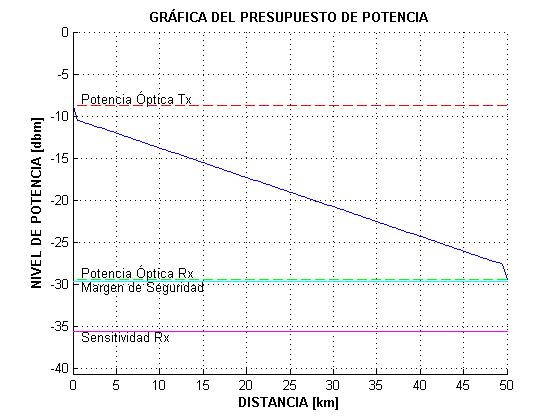 GRÁFICA DEL PRESUPUESTO DE POTENCIA
NIVEL DE POTENCIA [dbm]
0
-5
-10
-15
-20
-25
-30
-35
-40
Potencia Óptica Tx
Potencia Óptica Rx
Margen de Seguridad
Sensitividad Rx
0 5 10 15 20 25 30 35 40 45 50
DISTANCIA [km]